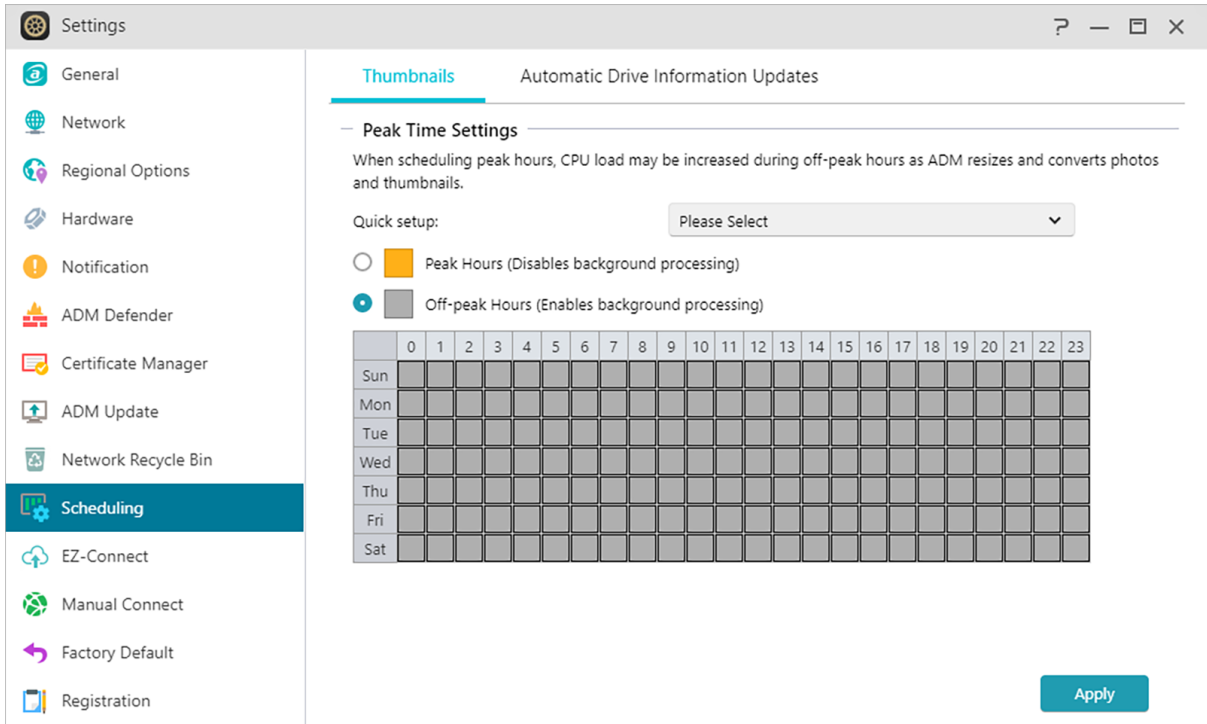 Settings
General
Network
Regional Options
Hardware
Notification
ADM Defender
Certificate Manager
ADM Update
Network Recycle Bin
Scheduling
EZ-Connect
Manual Connect
Factory Default
Registration
Thumbnails Automatic Drive Information Updates
Peak Time Settings
When scheduling peak hours, CPU load may be increased during off-peak hours as ADM resizes and converts photos
and thumbnails.
Quick setup: Please Select
Peak Hours (Disables background processing)
Off-peak Hours (Enables background processing)
0 1 2 3 4 5 6 7 8 9 10 11 12 13 14 15 16 17 18 19 20 21 22 23
Sun
Mon
Tue
Wed
Thu
Fri
Sat
Apply